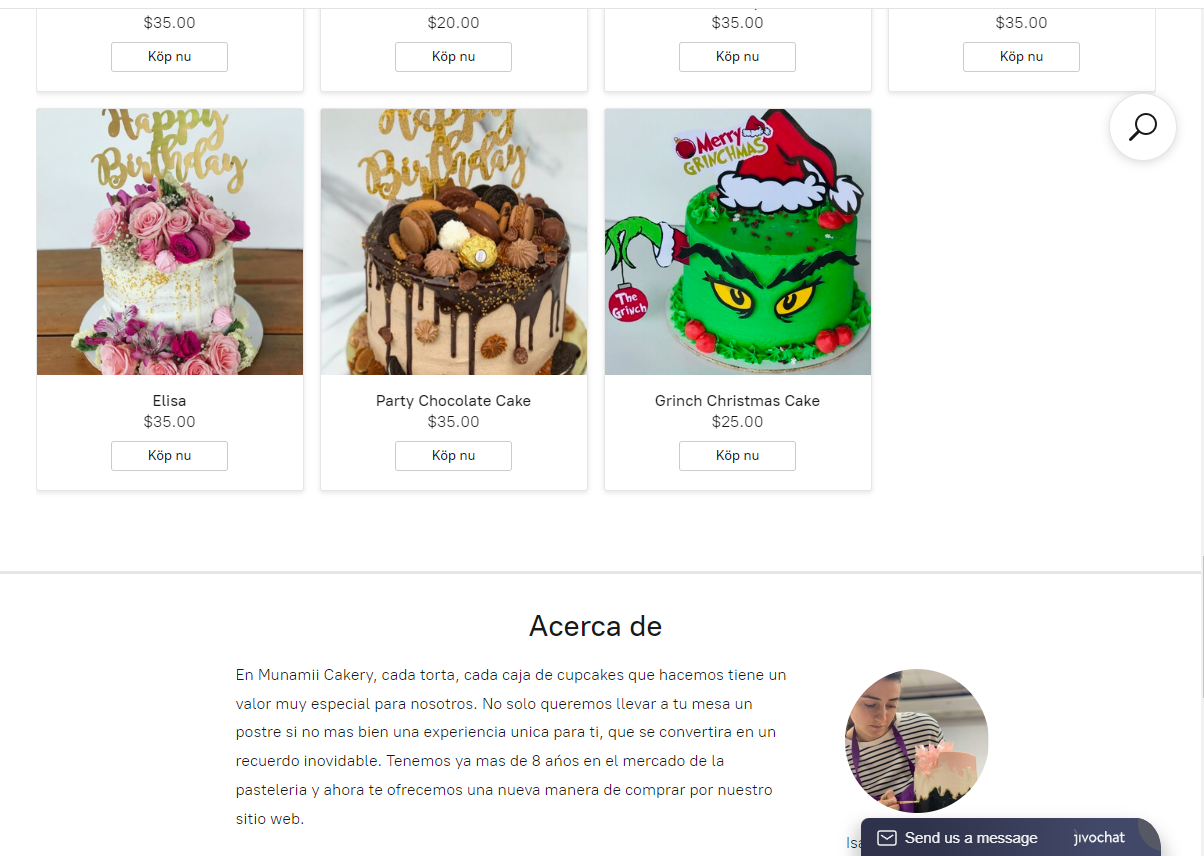 $35.00
$20.00
$35.00
$35.00
Köp nu
Köp nu
Köp nu
Köp nu
Happy
Birthday
Happy
Birthday
Merry
GRINCHMAS
The
Grinch
Elisa
Party Chocolate Cake
Grinch Christmas Cake
$35.00
$35.00
$25.00
Köp nu
Köp nu
Köp nu
Acerca de
En Munamii Cakery, cada torta, cada caja de cupcakes que hacemos tiene un
valor muy especial para nosotros. No solo queremos llevar a tu mesa un
postre si no mas bien una experiencia unica para ti, que se convertira en un
recuerdo inovidable. Tenemos ya mas de 8 años en el mercado de la
pasteleria y ahora te ofrecemos una nueva manera de comprar por nuestro
sitio web.
Send us a message
jivochat